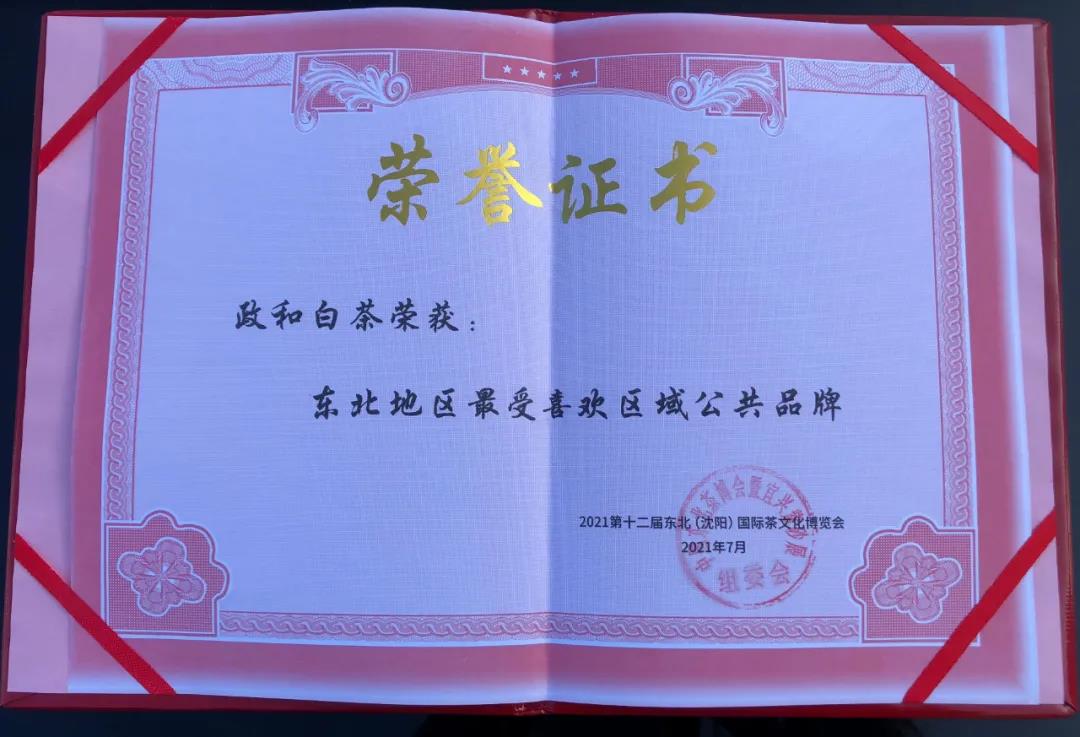 荣誉证书
政和白茶荣获：
东北地区最受喜欢区域公共品牌
2021第十二届东北（沈阳）国际茶文化博览会
2021年7月
组委会